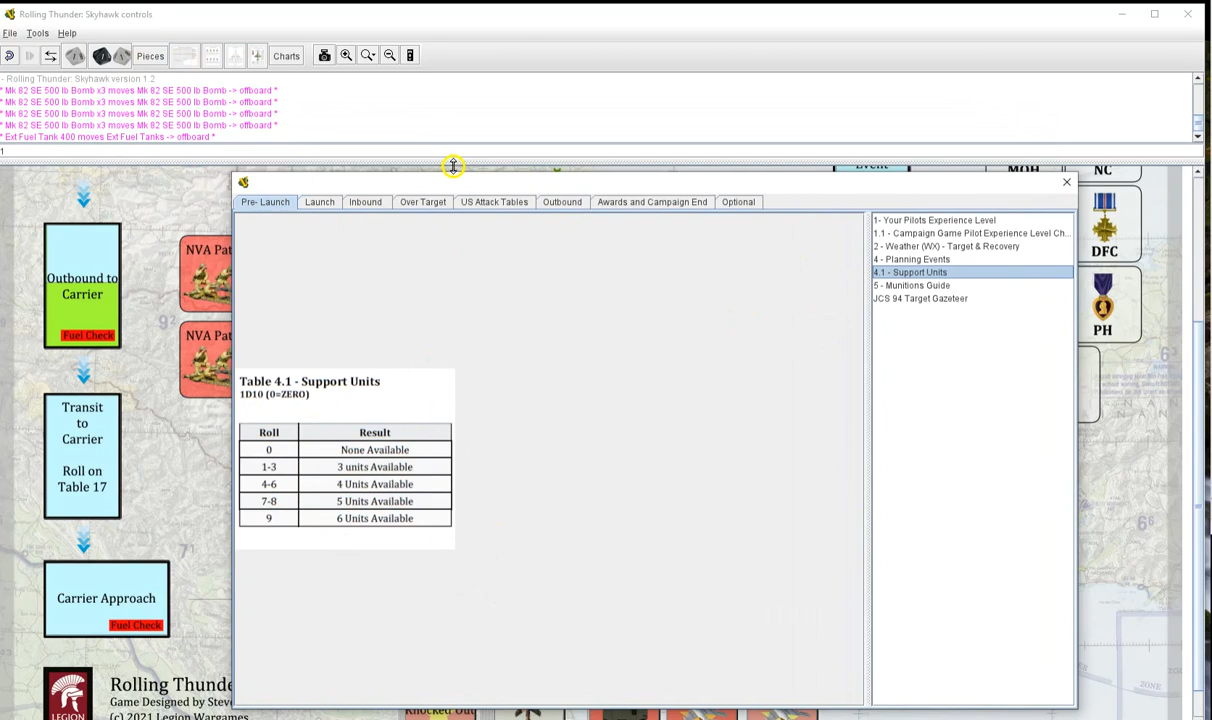 Rolling Thunder: Skyhawk controls
File Tools Help
Pieces
Charts
- Rolling Thunder: Skyhawk version 1.2
* Mk 82 SE 500 lb Bomb x3 moves Mk 82 SE 500 lb Bomb -> offboard *
* Mk 82 SE 500 lb Bomb x3 moves Mk 82 SE 500 lb Bomb -> offboard *
* Mk 82 SE 500 lb Bomb x3 moves Mk 82 SE 500 lb Bomb -> offboard *
* Mk 82 SE 500 lb Bomb x3 moves Mk 82 SE 500 lb Bomb -> offboard *
* Ext Fuel Tank 400 moves Ext Fuel Tanks -> offboard *
1
Event
MOH
NC
Pre- Launch Launch Inbound Over Target US Attack Tables Outbound Awards and Campaign End Optional
1- Your Pilots Experience Level
1.1 - Campaign Game Pilot Experience Level Ch...
2 - Weather (WX) - Target & Recovery
4 - Planning Events
4.1 - Support Units
5 - Munitions Guide
JCS 94 Target Gazeteer
Table 4.1 - Support Units
1D10 (0=ZERO)
Roll Result
0 None Available
1-3 3 units Available
4-6 4 Units Available
7-8 5 Units Available
9 6 Units Available
Outbound to
Carrier
Fuel Check
NVA Pat
NVA Pat
9²
Transit
to
Carrier
Roll on
Table 17
7¹
Carrier Approach
Fuel Check
Rolling Thunde
Game Designed by Steve
(c) 2021 Legion Wargames
LEGION
Knocked Out
DFC
PH
6⁶
ZONE